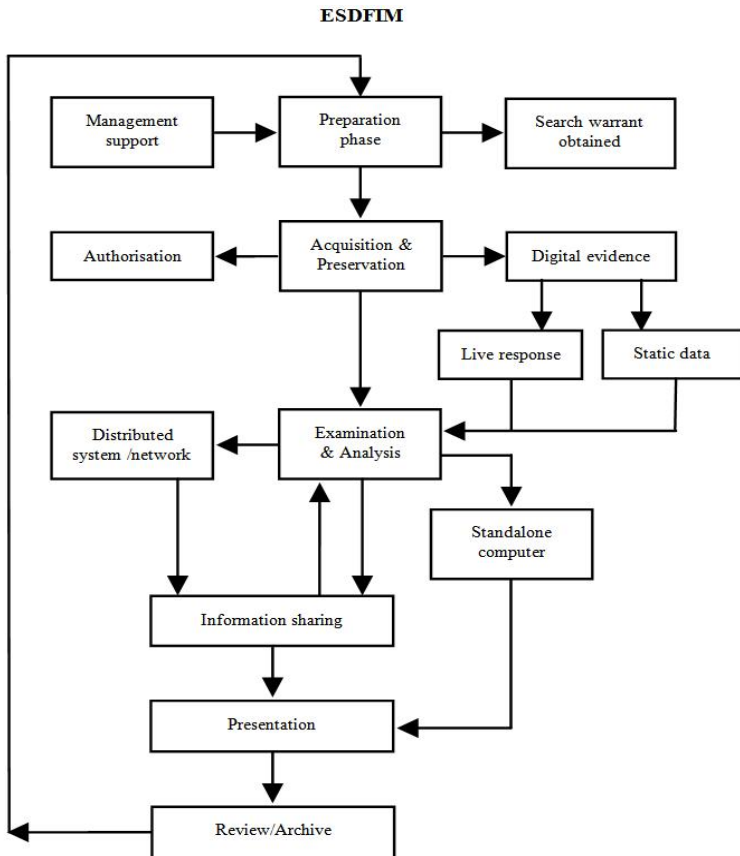 ESDFIM
Management
support
Preparation
phase
Search warrant
obtained
Authorisation
Acquisition &
Preservation
Digital evidence
Live response
Static data
Distributed
system /network
Examination
& Analysis
Standalone
computer
Information sharing
Presentation
Review/Archive